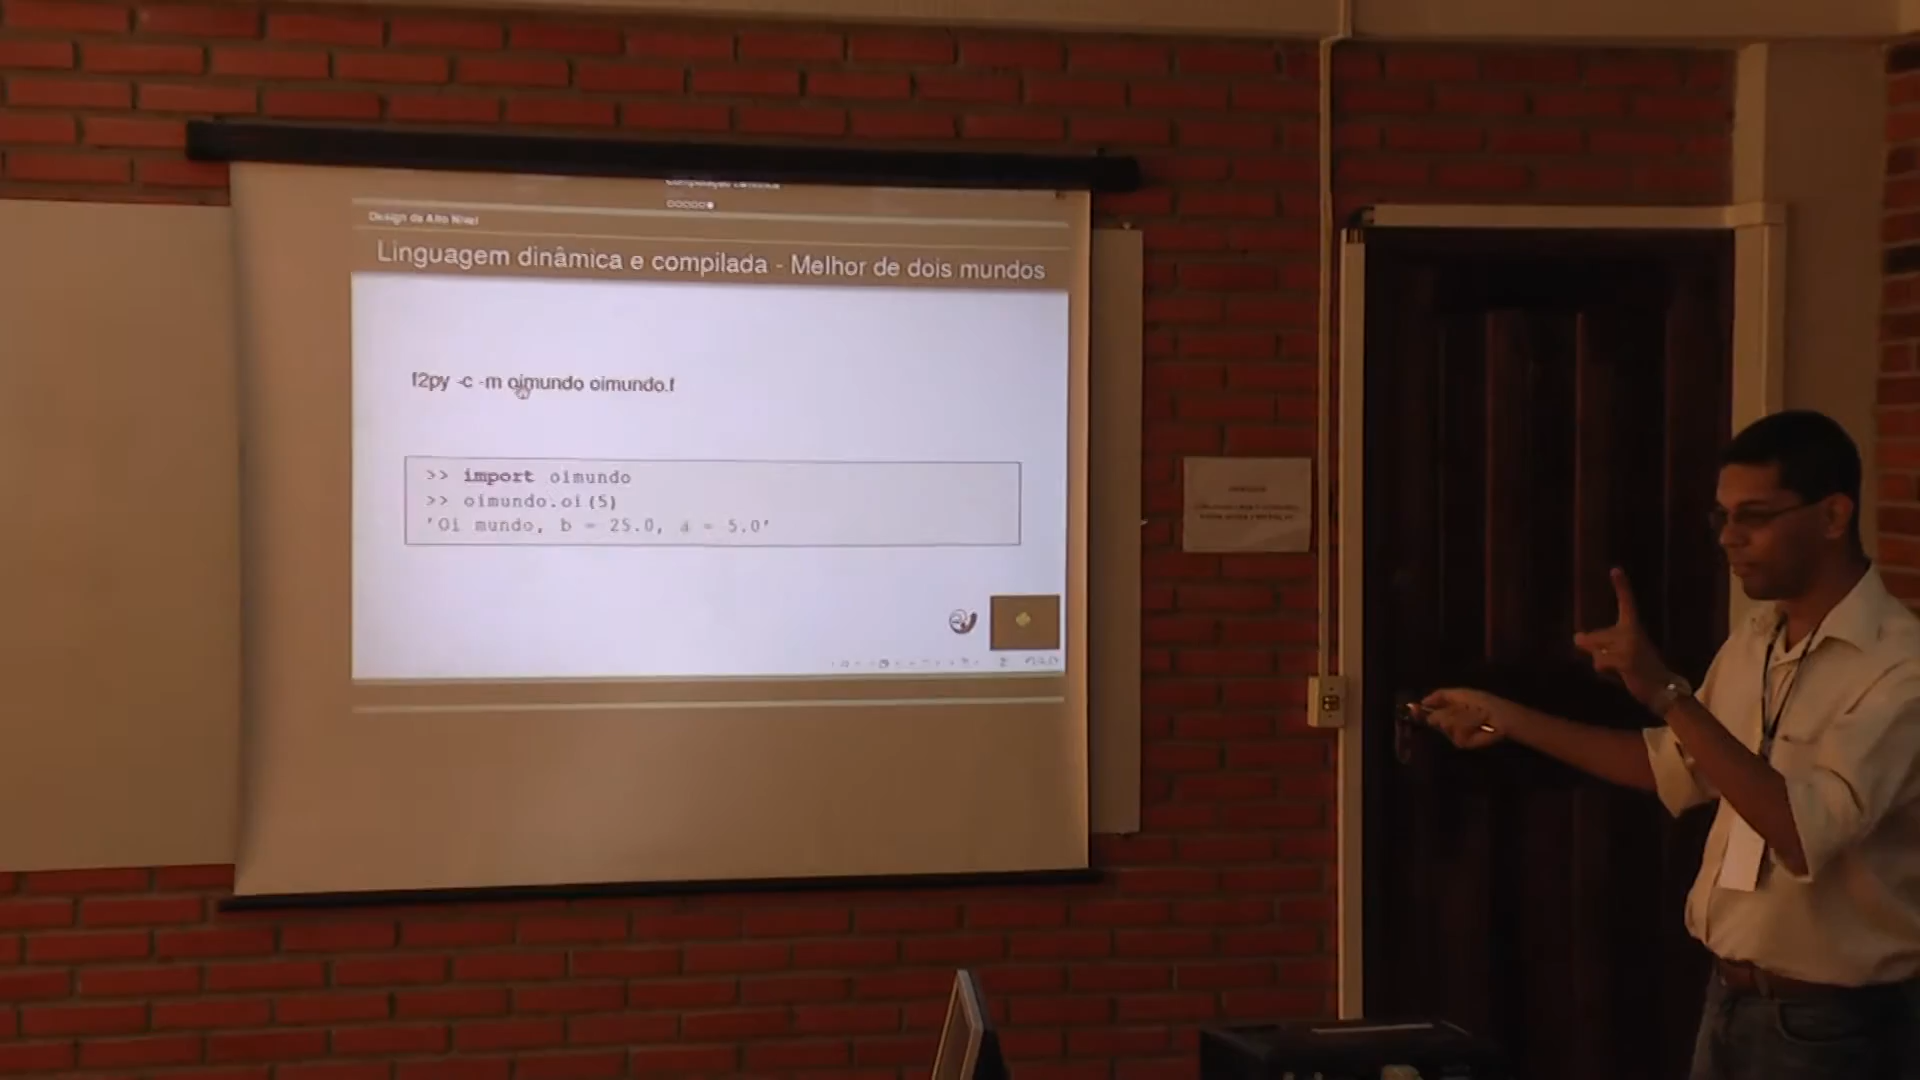 Design de Alto Nível
Linguagem dinâmica e compilada - Melhor de dois mundos
f2py -c -m oimundo oimundo.f
>> import oimundo
>> oimundo.oi(5)
'Oi mundo, b = 25.0, a = 5.0'